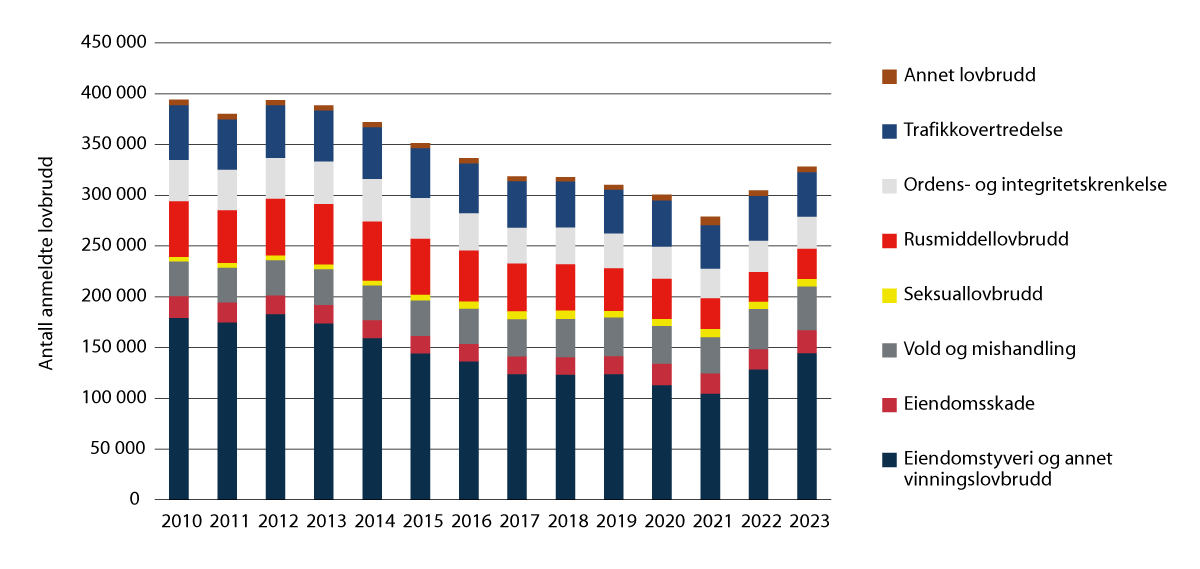 Antall anmeldte lovbrudd
450 000
400 000
350 000
300 000
250 000
200 000
150 000
100 000
50 000
0
2010 2011 2012 2013 2014 2015 2016 2017 2018 2019 2020 2021 2022 2023
Annet lovbrudd
Trafikkovertredelse
Ordens- og integritetskrenkelse
Rusmiddellovbrudd
Seksuallovbrudd
Vold og mishandling
Eiendomsskade
Eiendomstyveri og annet
vinningslovbrudd